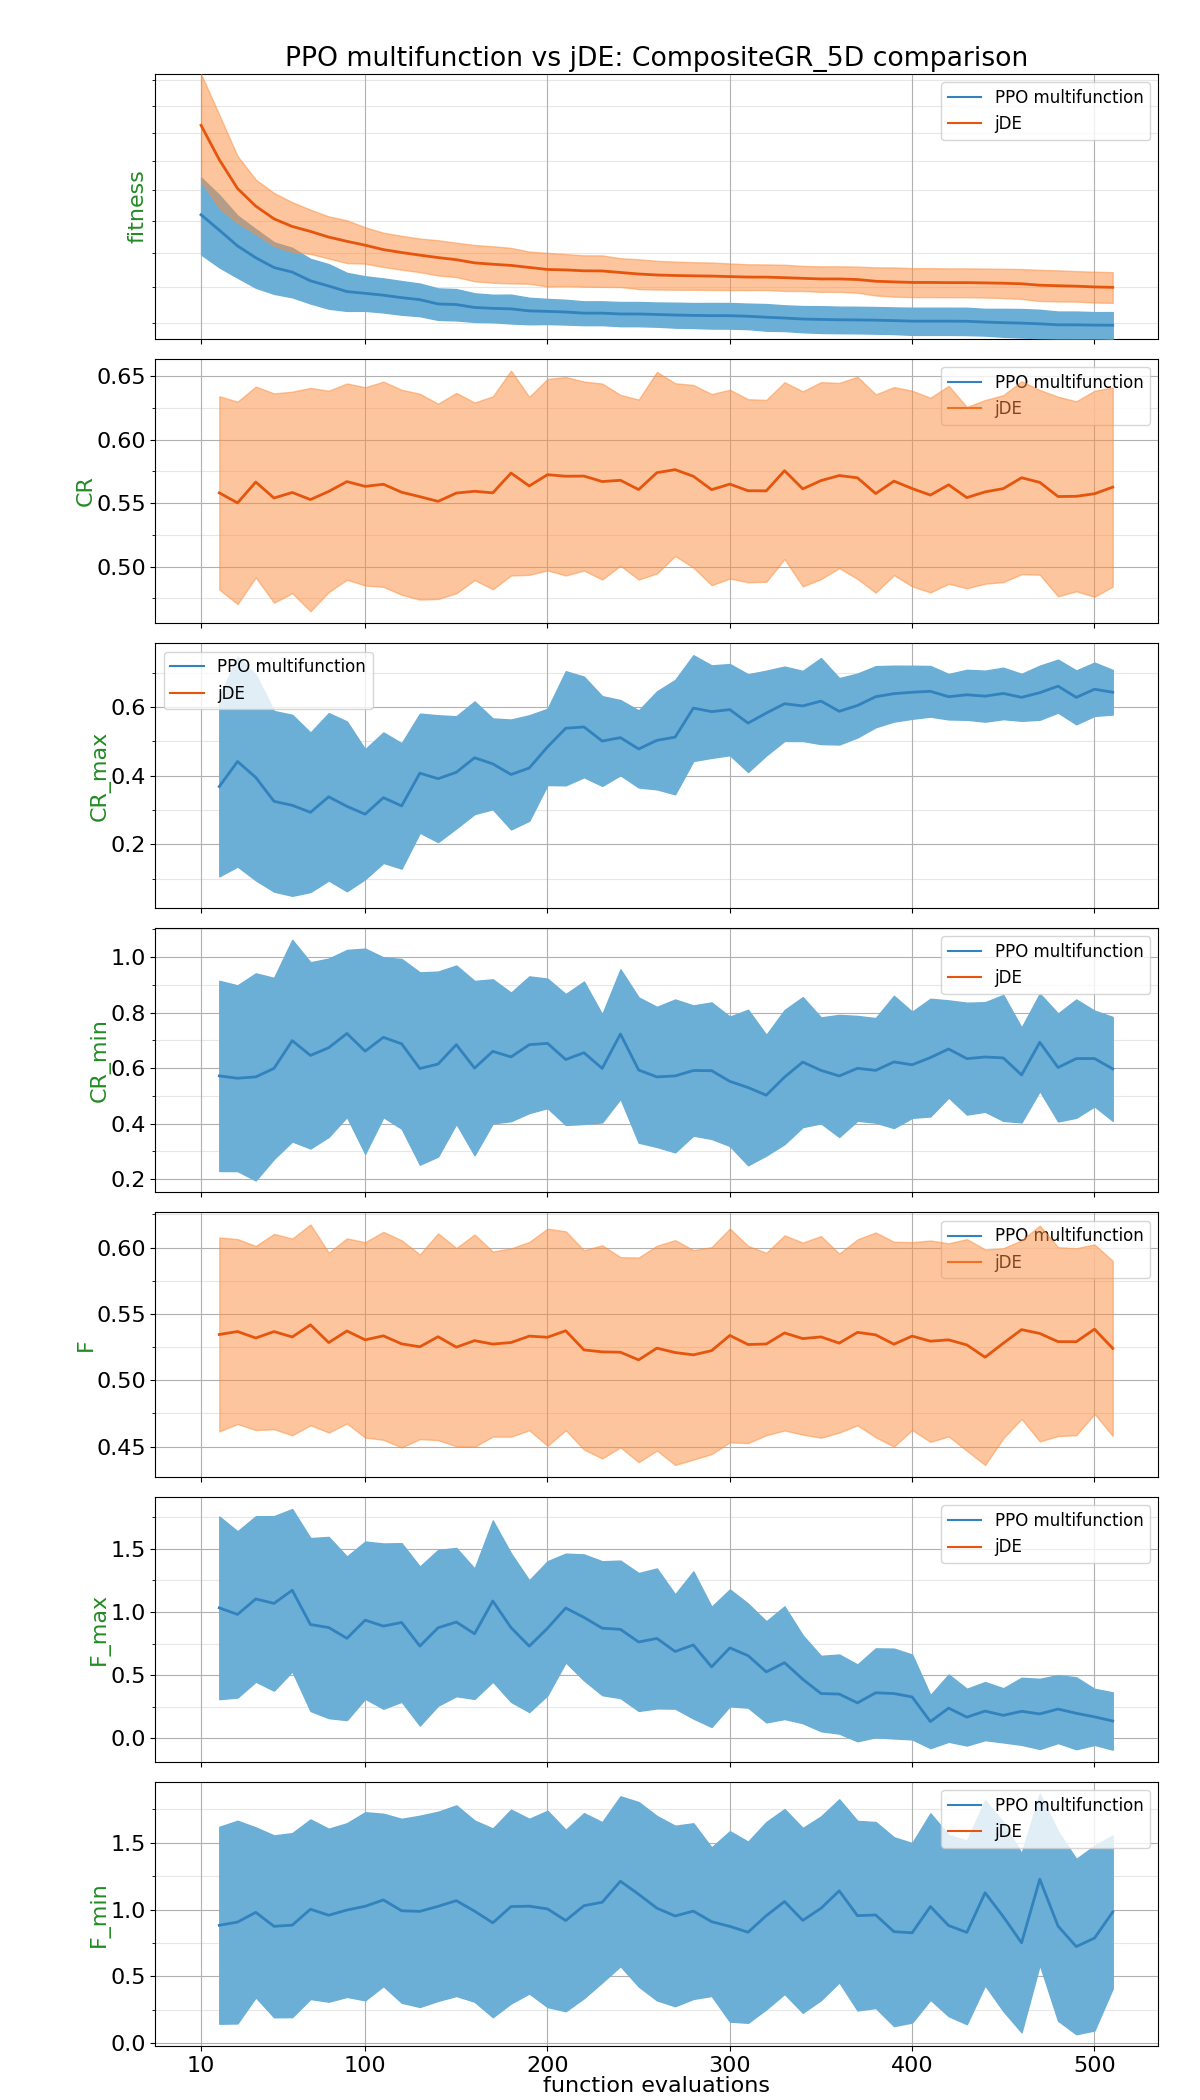 PPO multifunction vs jDE: CompositeGR_5D comparison
fitness
PPO multifunction
jDE
CR
0.65
0.60
0.55
0.50
PPO multifunction
jDE
CR_max
0.6
0.4
0.2
PPO multifunction
jDE
CR_min
1.0
0.8
0.6
0.4
0.2
PPO multifunction
jDE
F
0.60
0.55
0.50
0.45
PPO multifunction
jDE
F_max
1.5
1.0
0.5
0.0
PPO multifunction
jDE
F_min
1.5
1.0
0.5
0.0
PPO multifunction
jDE
10 100 200 300 400 500
function evaluations